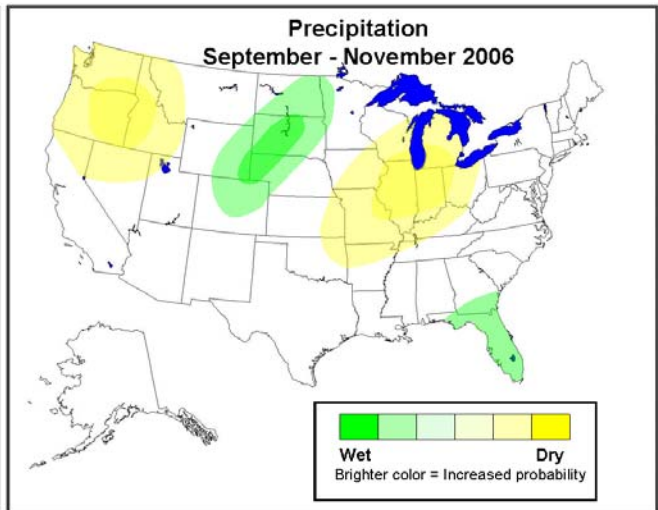 Precipitation
September - November 2006
Wet
Dry
Brighter color = Increased probability